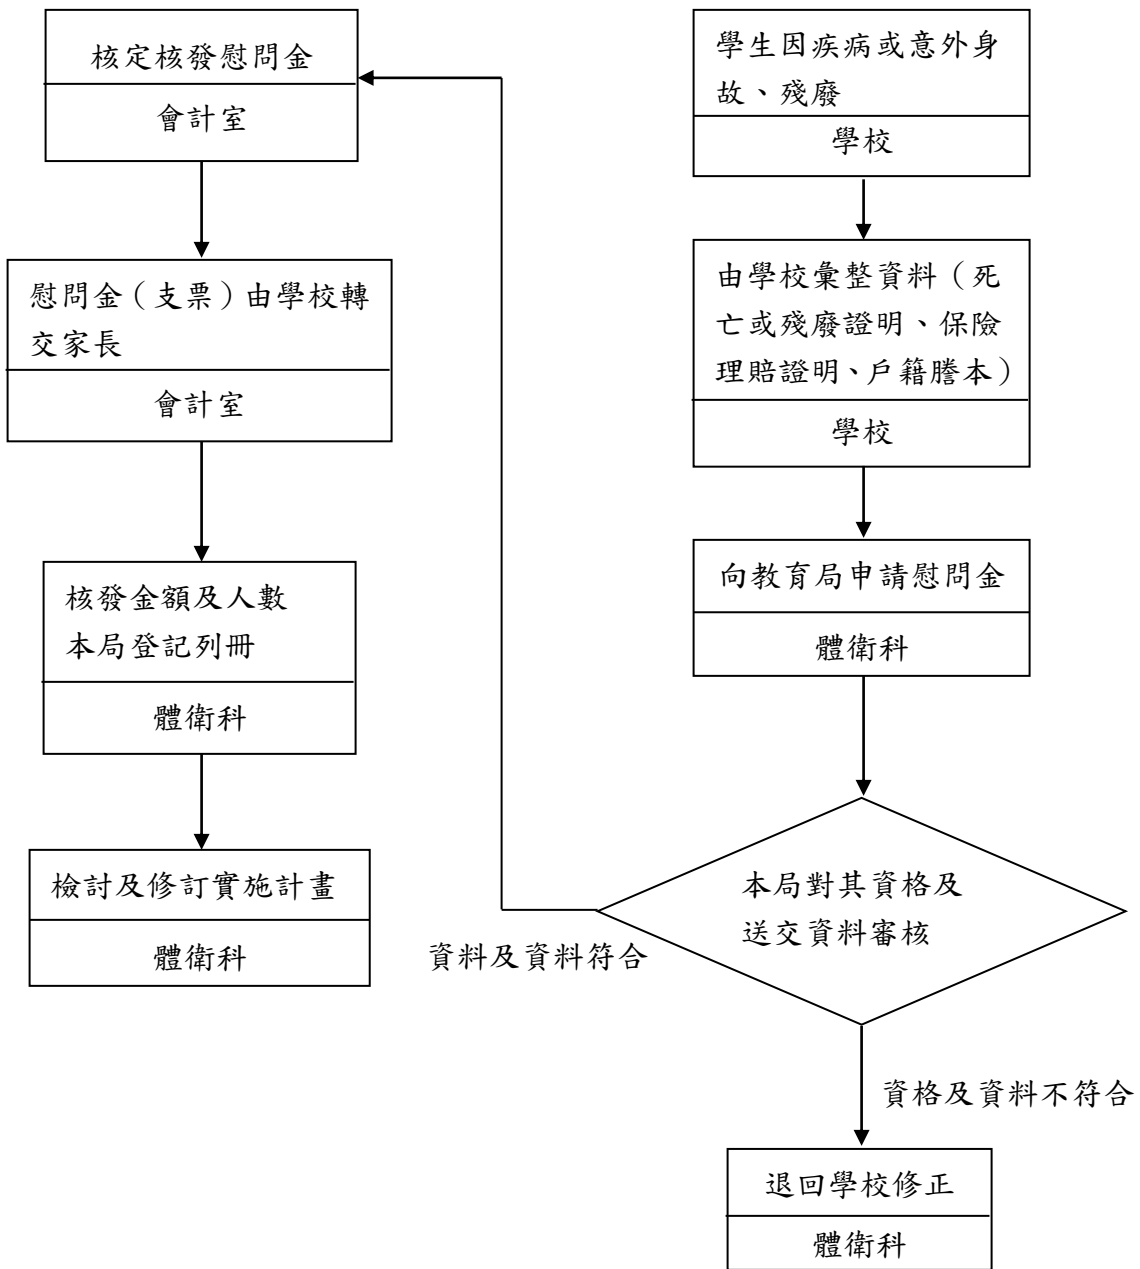 學生因疾病或意外身
故、殘廢
學校
由學校彙整資料（死
亡或殘廢證明、保險
理賠證明、戶籍謄本）
學校
向教育局申請慰問金
體衛科
本局對其資格及
送交資料審核
資料及資料符合
資格及資料不符合
退回學校修正
體衛科
核定核發慰問金
會計室
慰問金（支票）由學校轉
交家長
會計室
核發金額及人數
本局登記列冊
體衛科
檢討及修訂實施計畫
體衛科